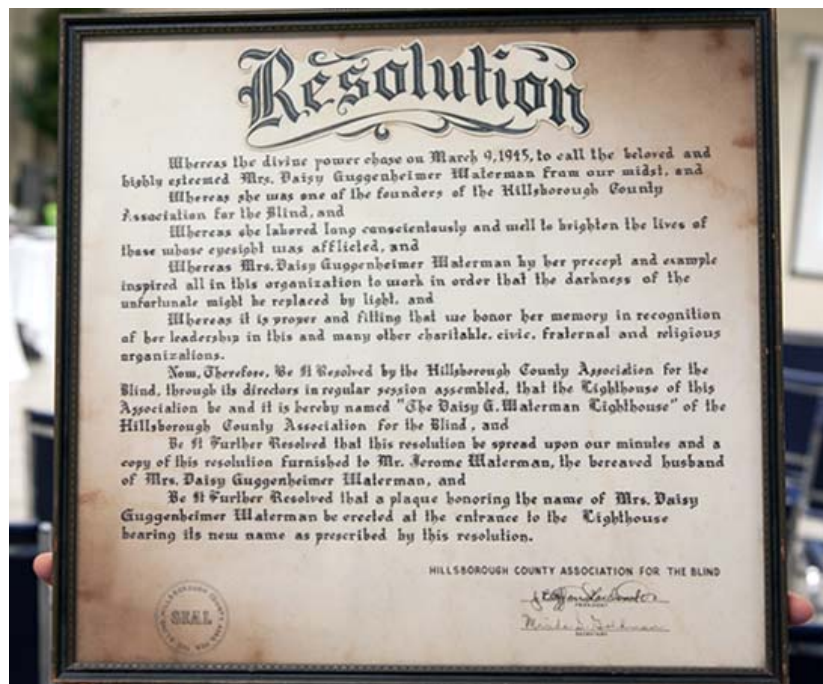 Resolution
Whereas the divine power chose on March 9, 1945, to call the beloved and
highly esteemed Mrs. Daisy Guggenheimer Waterman from our midst, and
Whereas she was one of the founders of the Hillsborough County
Association for the Blind, and
Whereas she labored long conscientously and well to brighten the lives of
those whose eyesight was afflicted, and
Whereas Mrs. Daisy Guggenheimer Waterman by her precept and example
inspired all in this organization to work in order that the darkness of the
unfortunate might be replaced by light, and
Whereas it is proper and fitting that we honor her memory in recognition
of her leadership in this and many other charitable, civic, fraternal and religious
organizations.
Now, Therefore, Be It Resolved by the Hillsborough County Association for the
Blind, through its directors in regular session assembled, that the Lighthouse of this
Association be and it is hereby named "The Daisy G. Waterman Lighthouse" of the
Hillsborough County Association for the Blind, and
Be It Further Resolved that this resolution be spread upon our minutes and a
copy of this resolution furnished to Mr. Jerome Waterman, the bereaved husband
of Mrs. Daisy Guggenheimer Waterman, and
Be It Further Resolved that a plaque honoring the name of Mrs. Daisy
Guggenheimer Waterman be erected at the entrance to the Lighthouse
bearing its new name as prescribed by this resolution.
HILLSBOROUGH COUNTY ASSOCIATION FOR THE BLIND
PRESIDENT
Goldman
SECRETARY
SEAL